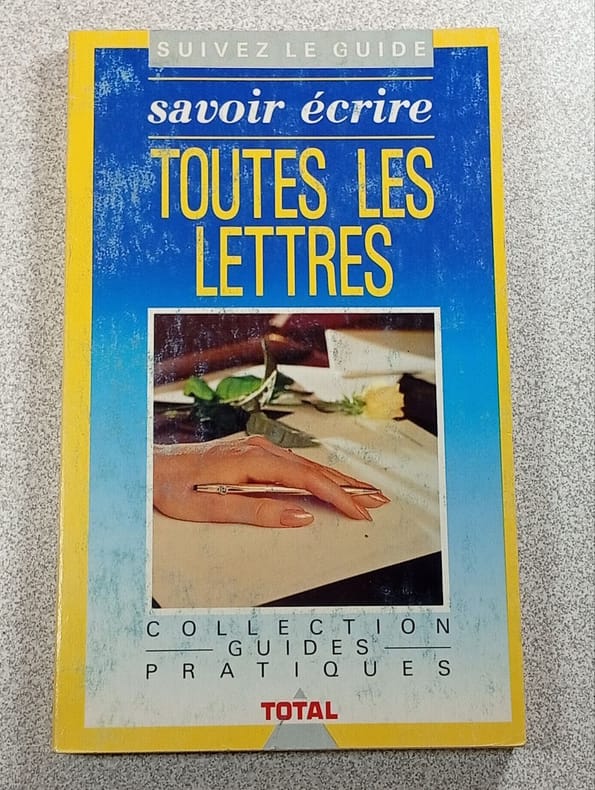 SUIVEZ LE GUIDE
savoir écrire
TOUTES LES
LETTRES
COLLECTION
GUIDES
PRATIQUES
TOTAL